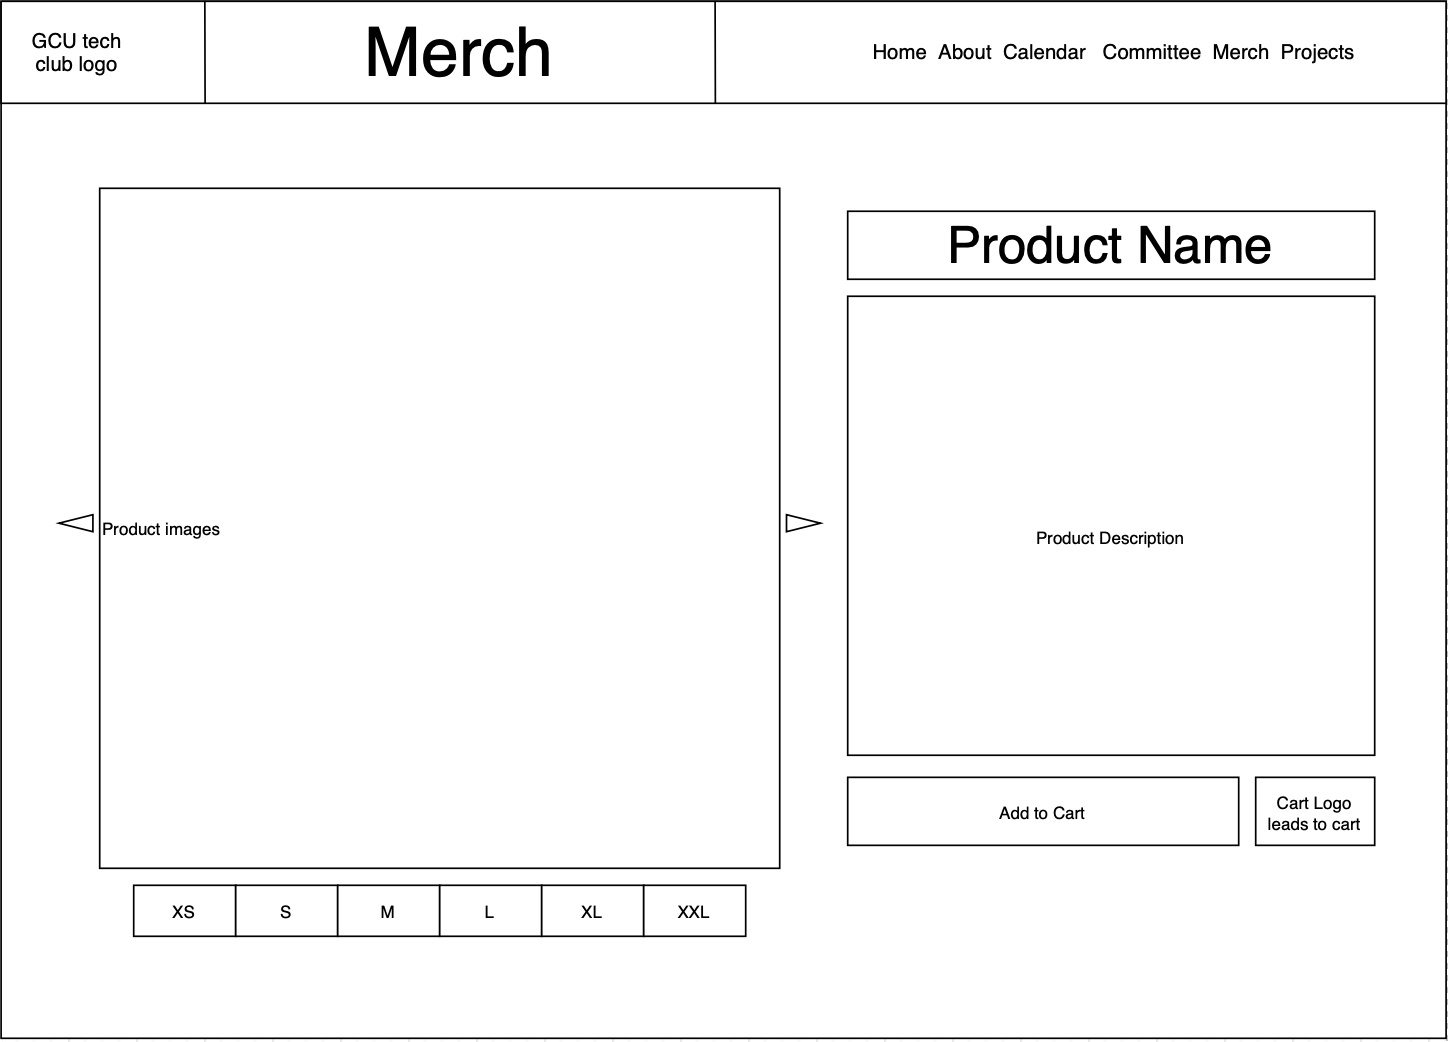 GCU tech
club logo
Merch
Home About Calendar Committee Merch Projects
Product images
Product Name
Product Description
Add to Cart
Cart Logo
leads to cart
XS S M L XL XXL